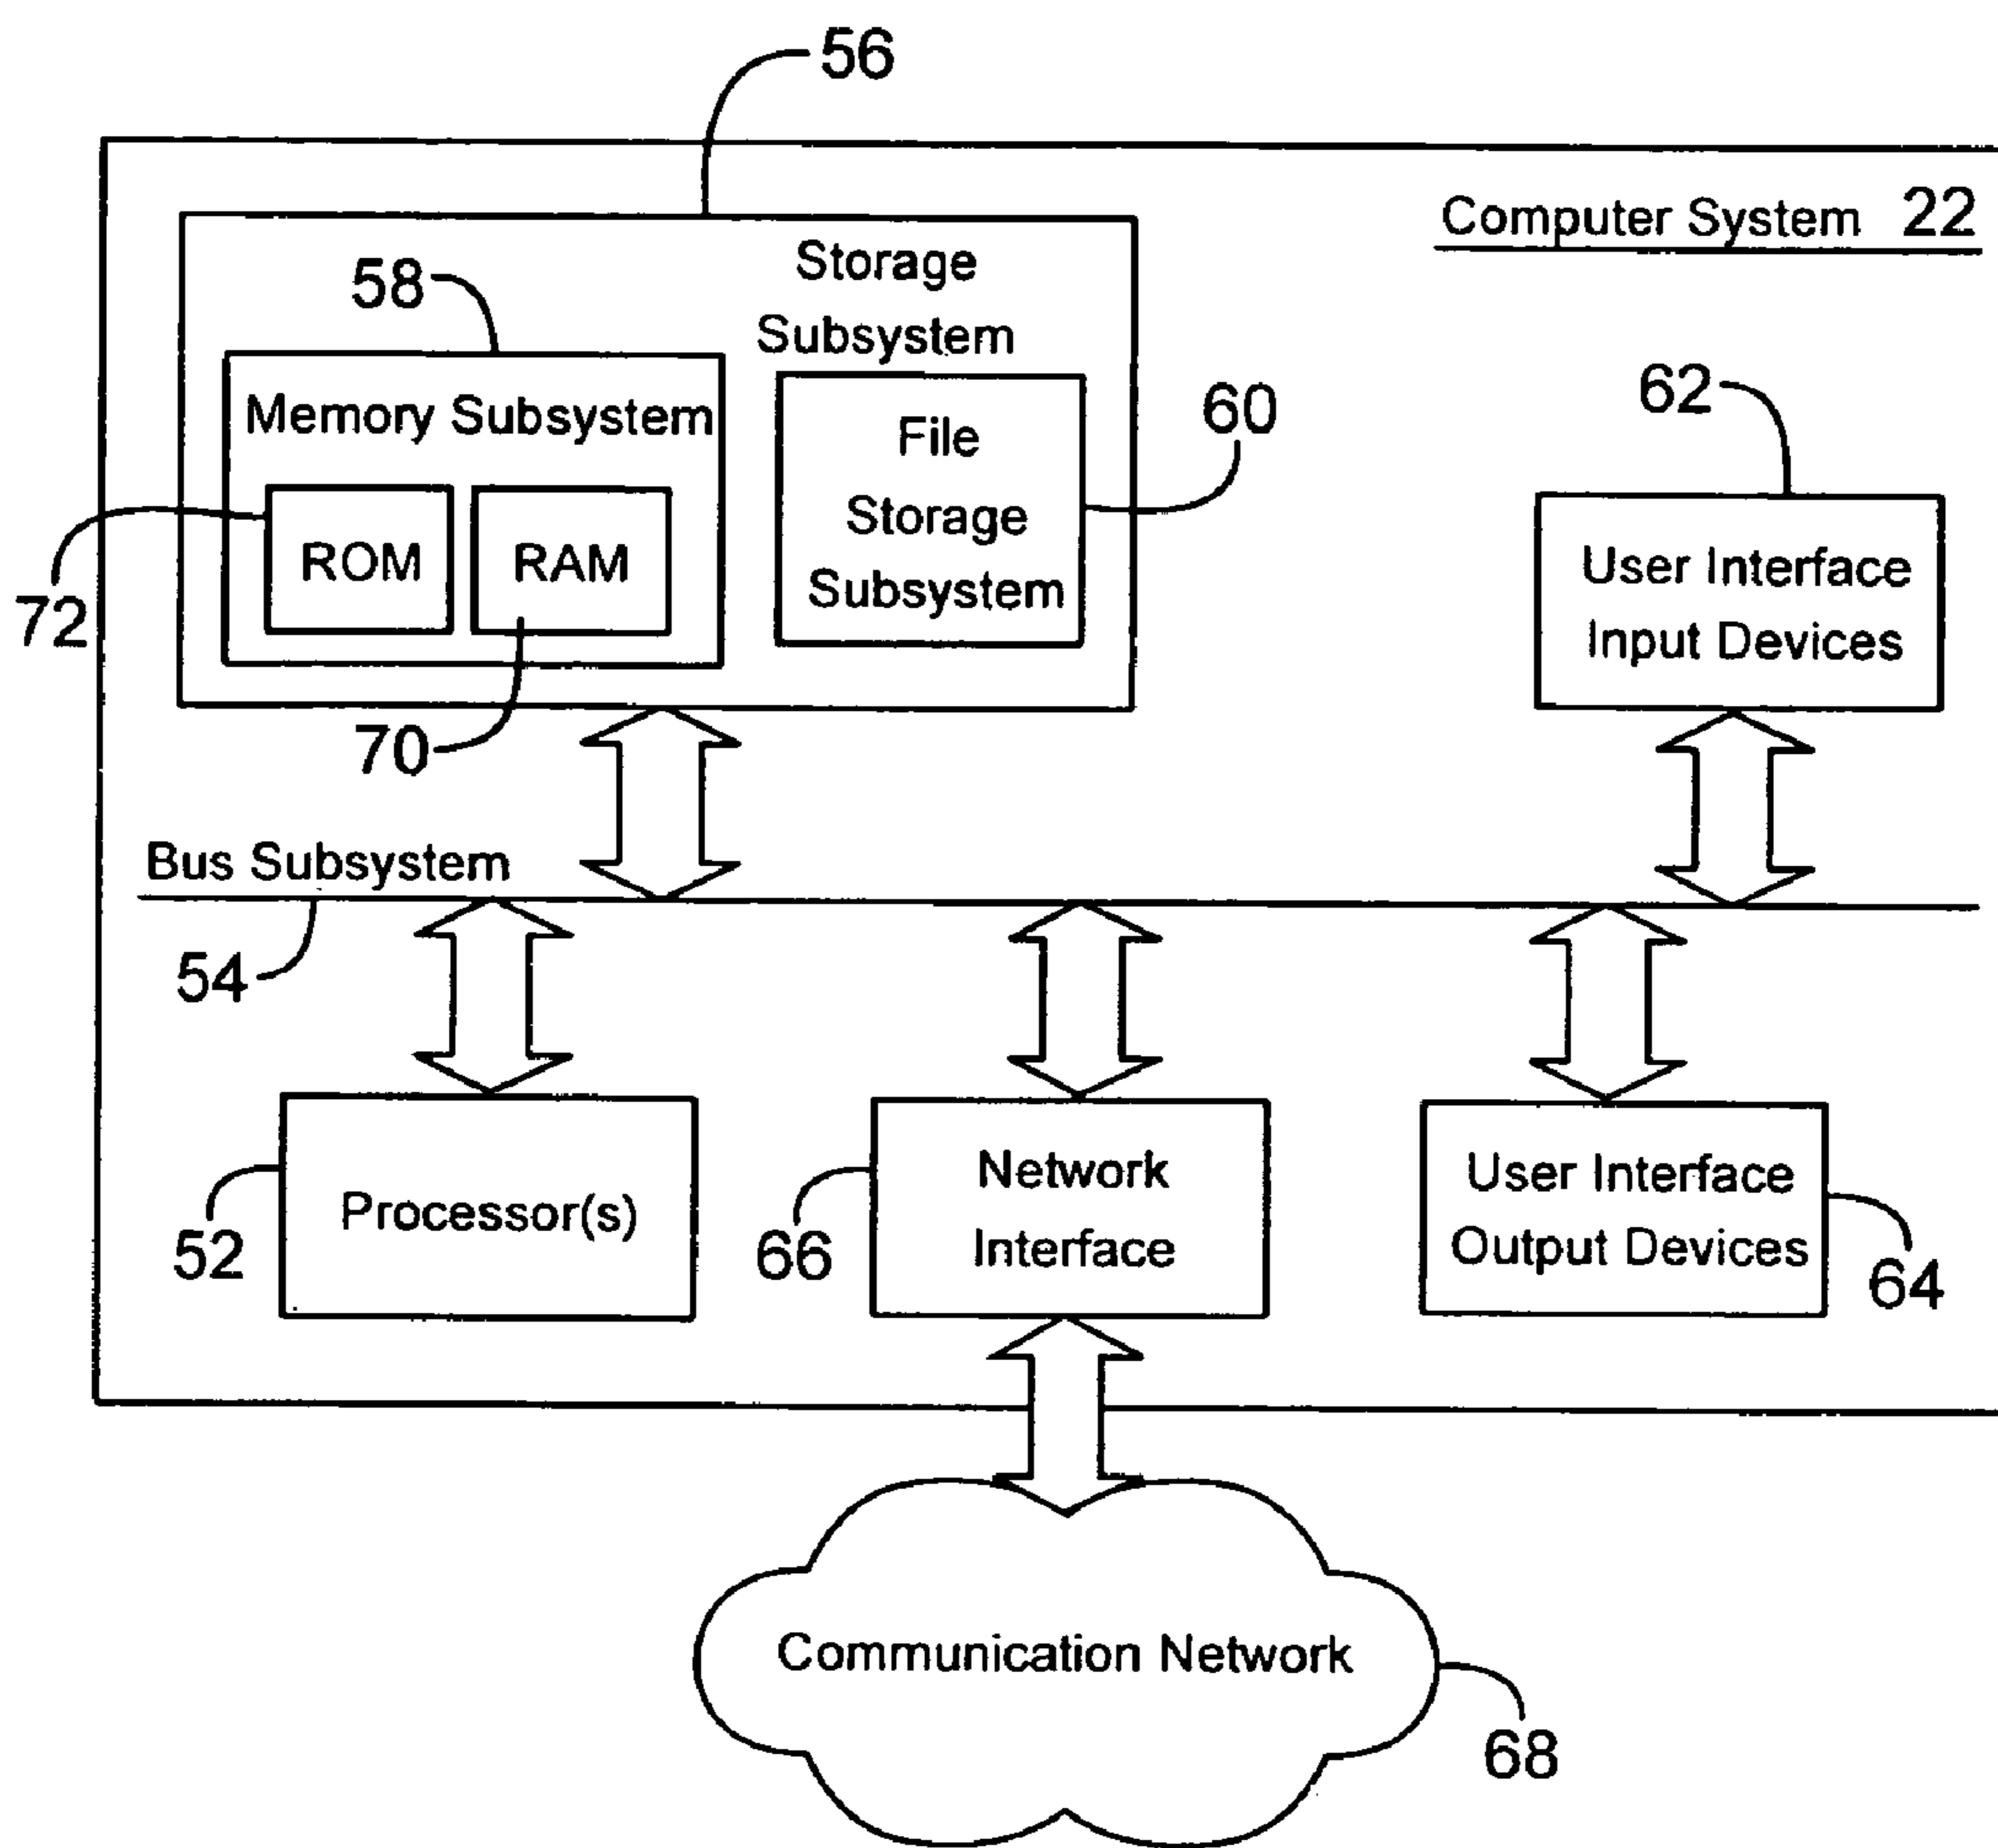 56
Computer System 22
Storage
Subsystem
58
Memory Subsystem
File
Storage
Subsystem
60
62
ROM
RAM
72
70
User Interface
Input Devices
Bus Subsystem
54
Processor(s)
52
Network
Interface
66
User Interface
Output Devices
64
Communication Network
68